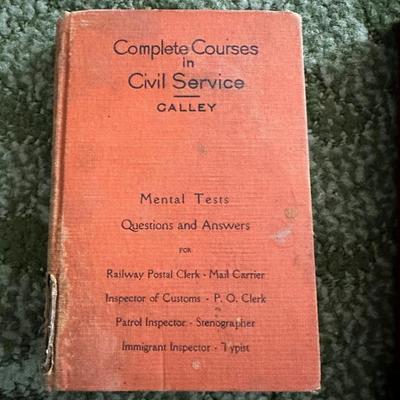 Complete Courses
in
Civil Service
CALLEY
Mental Tests
Questions and Answers
FOR
Railway Postal Clerk - Mail Carrier
Inspector of Customs - P. O. Clerk
Patrol Inspector - Stenographer
Immigrant Inspector - Typist